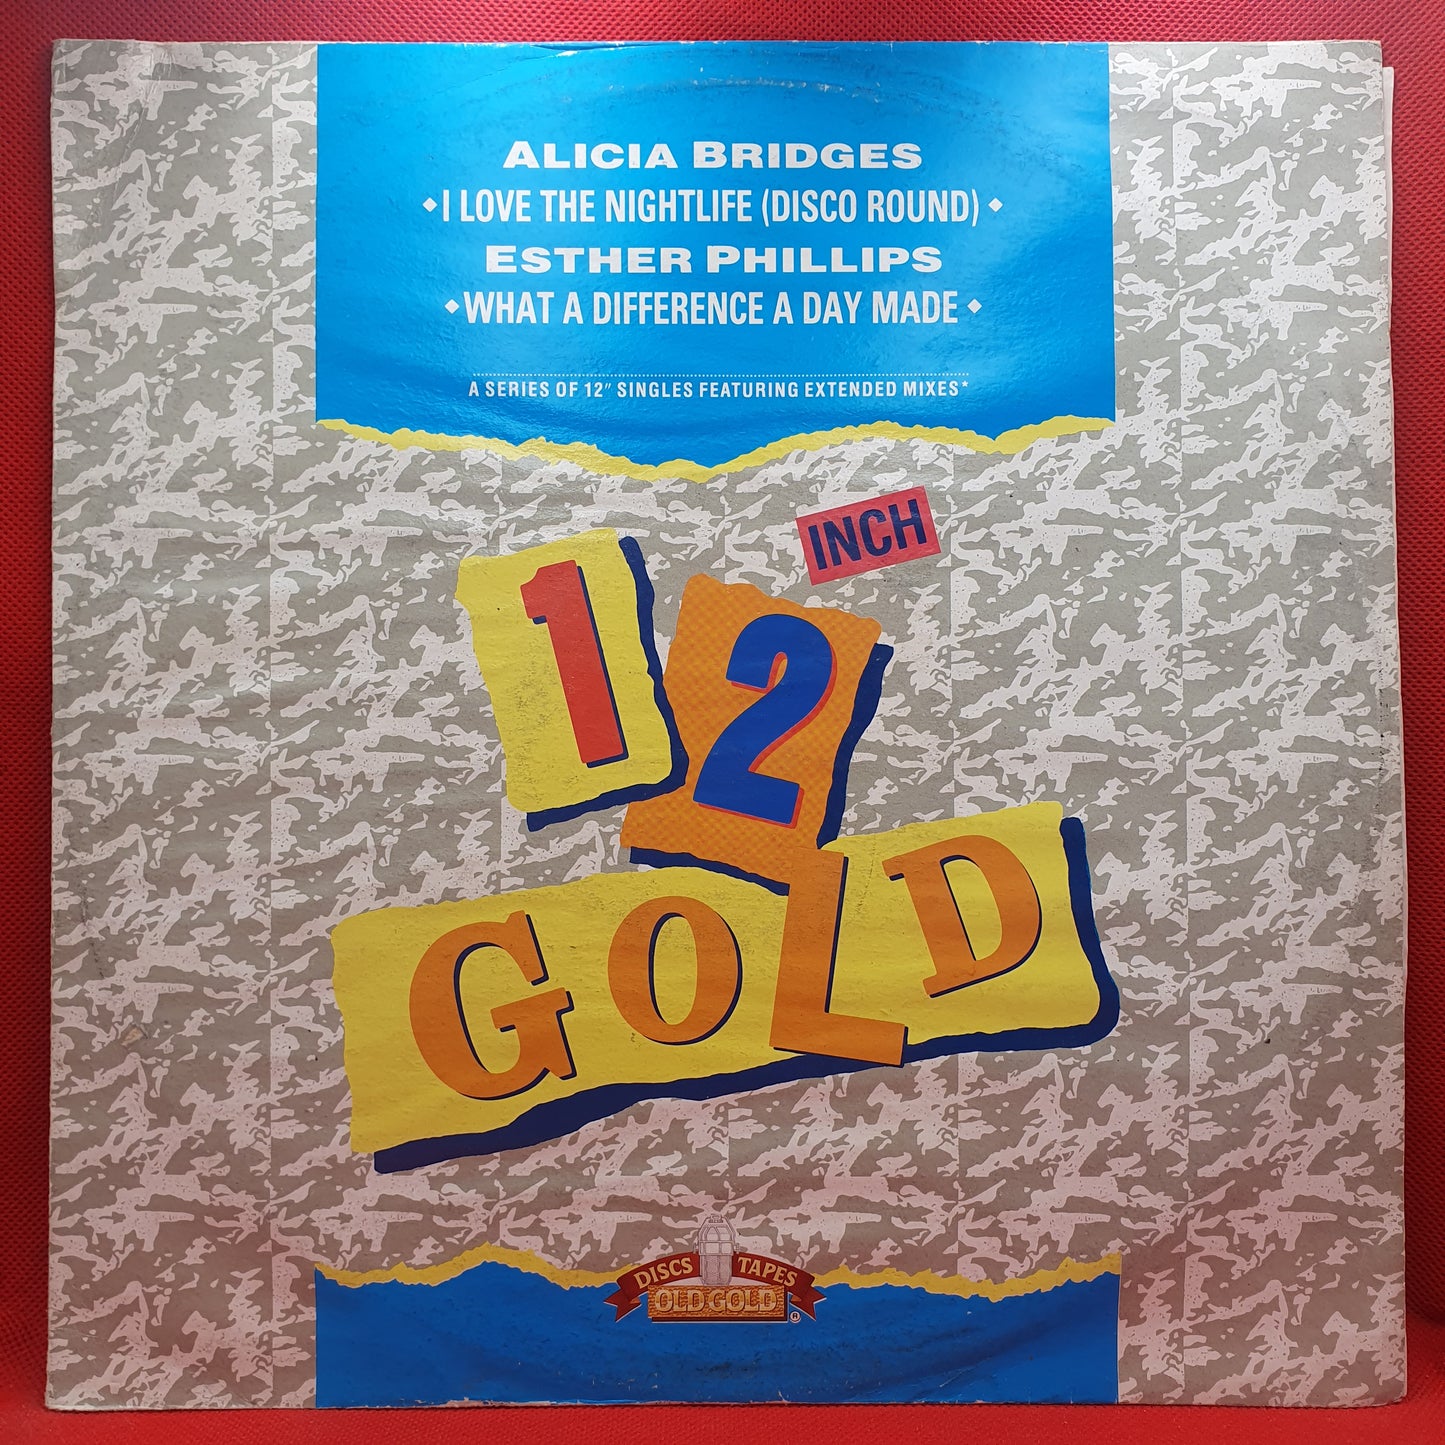 ALICIA BRIDGES
◆ I LOVE THE NIGHTLIFE (DISCO ROUND) ◆
ESTHER PHILLIPS
◆ WHAT A DIFFERENCE A DAY MADE ◆
A SERIES OF 12″ SINGLES FEATURING EXTENDED MIXES*
INCH
12
GOLD
DISCS TAPES
OLD GOLD ®